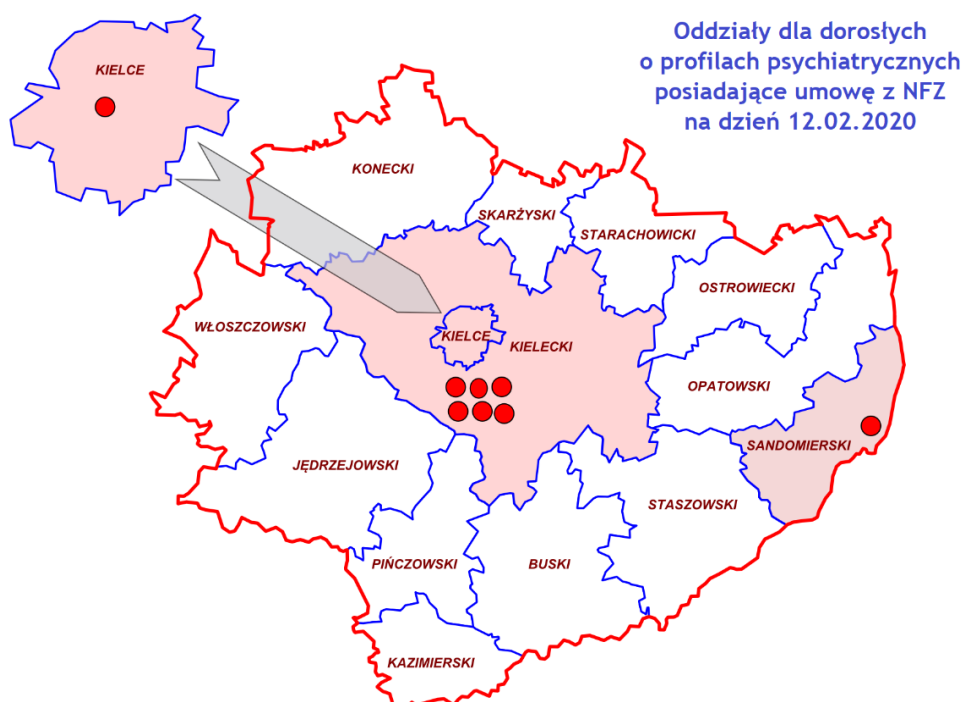 Oddziały dla dorosłych
o profilach psychiatrycznych
posiadające umowę z NFZ
na dzień 12.02.2020
KIELCE
KONECKI
SKARŻYSKI
STARACHOWICKI
OSTROWIECKI
WŁOSZCZOWSKI
KIELCE
KIELECKI
OPATOWSKI
SANDOMIERSKI
JĘDRZEJOWSKI
STASZOWSKI
PIŃCZOWSKI
BUSKI
KAZIMIERSKI